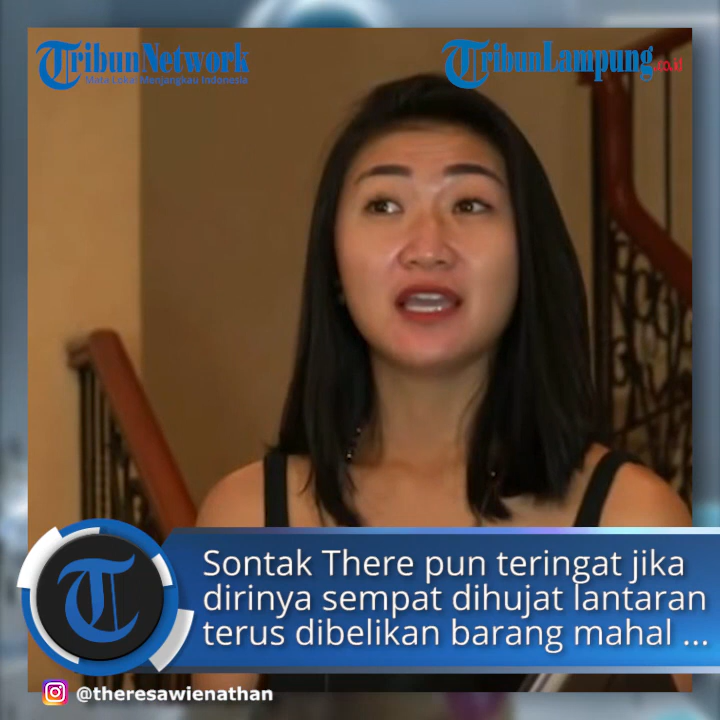 TribunNetwork
Mata Lokal Menjangkau Indonesia
TribunLampung.co.id
Sontak There pun teringat jika
dirinya sempat dihujat lantaran
terus dibelikan barang mahal ...
@theresawienathan